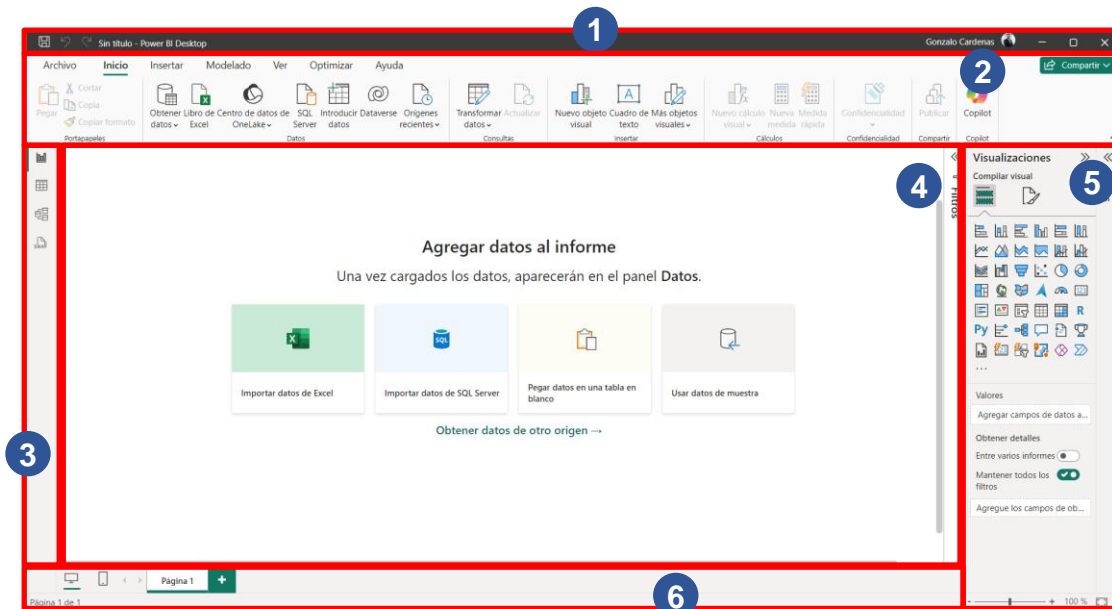 1
Sin título - Power BI Desktop
Gonzalo Cardenas
Archivo Inicio Insertar Modelado Ver Optimizar Ayuda
2
Compartir
Pegar
Cortar
Copia
Copiar formato
Portapapeles
Obtener datos
Libro de Excel
Centro de datos de OneLake
SQL Server
Introducir datos
Dataverse
Orígenes recientes
Datos
Transformar datos
Actualizar
Consultas
Nuevo objeto visual
Cuadro de texto
Más objetos visuales
Insertar
Nuevo cálculo visual
Nueva medida
Medida rápida
Cálculos
Confidencialidad
Confidencialidad
Publicar
Compartir
Copilot
Copilot
3
4
Filtros
Agregar datos al informe
Una vez cargados los datos, aparecerán en el panel Datos.
X
SQL
Importar datos de Excel
Importar datos de SQL Server
Pegar datos en una tabla en
blanco
Usar datos de muestra
Obtener datos de otro origen →
Visualizaciones
5
Compilar visual
R
Py
...
Valores
Agregar campos de datos a...
Obtener detalles
Entre varios informes
Mantener todos los
filtros
Agregue los campos de ob...
Página 1
+
6
Página 1 de 1
- + 100 %